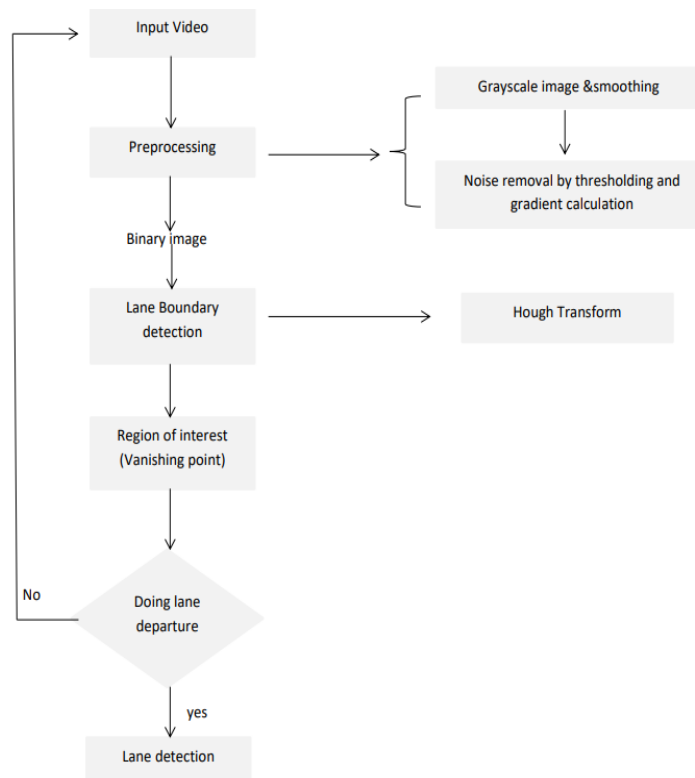 Input Video
Grayscale image &smoothing
Preprocessing
Noise removal by thresholding and
gradient calculation
Binary image
Lane Boundary
detection
Hough Transform
Region of interest
(Vanishing point)
No
Doing lane
departure
yes
Lane detection